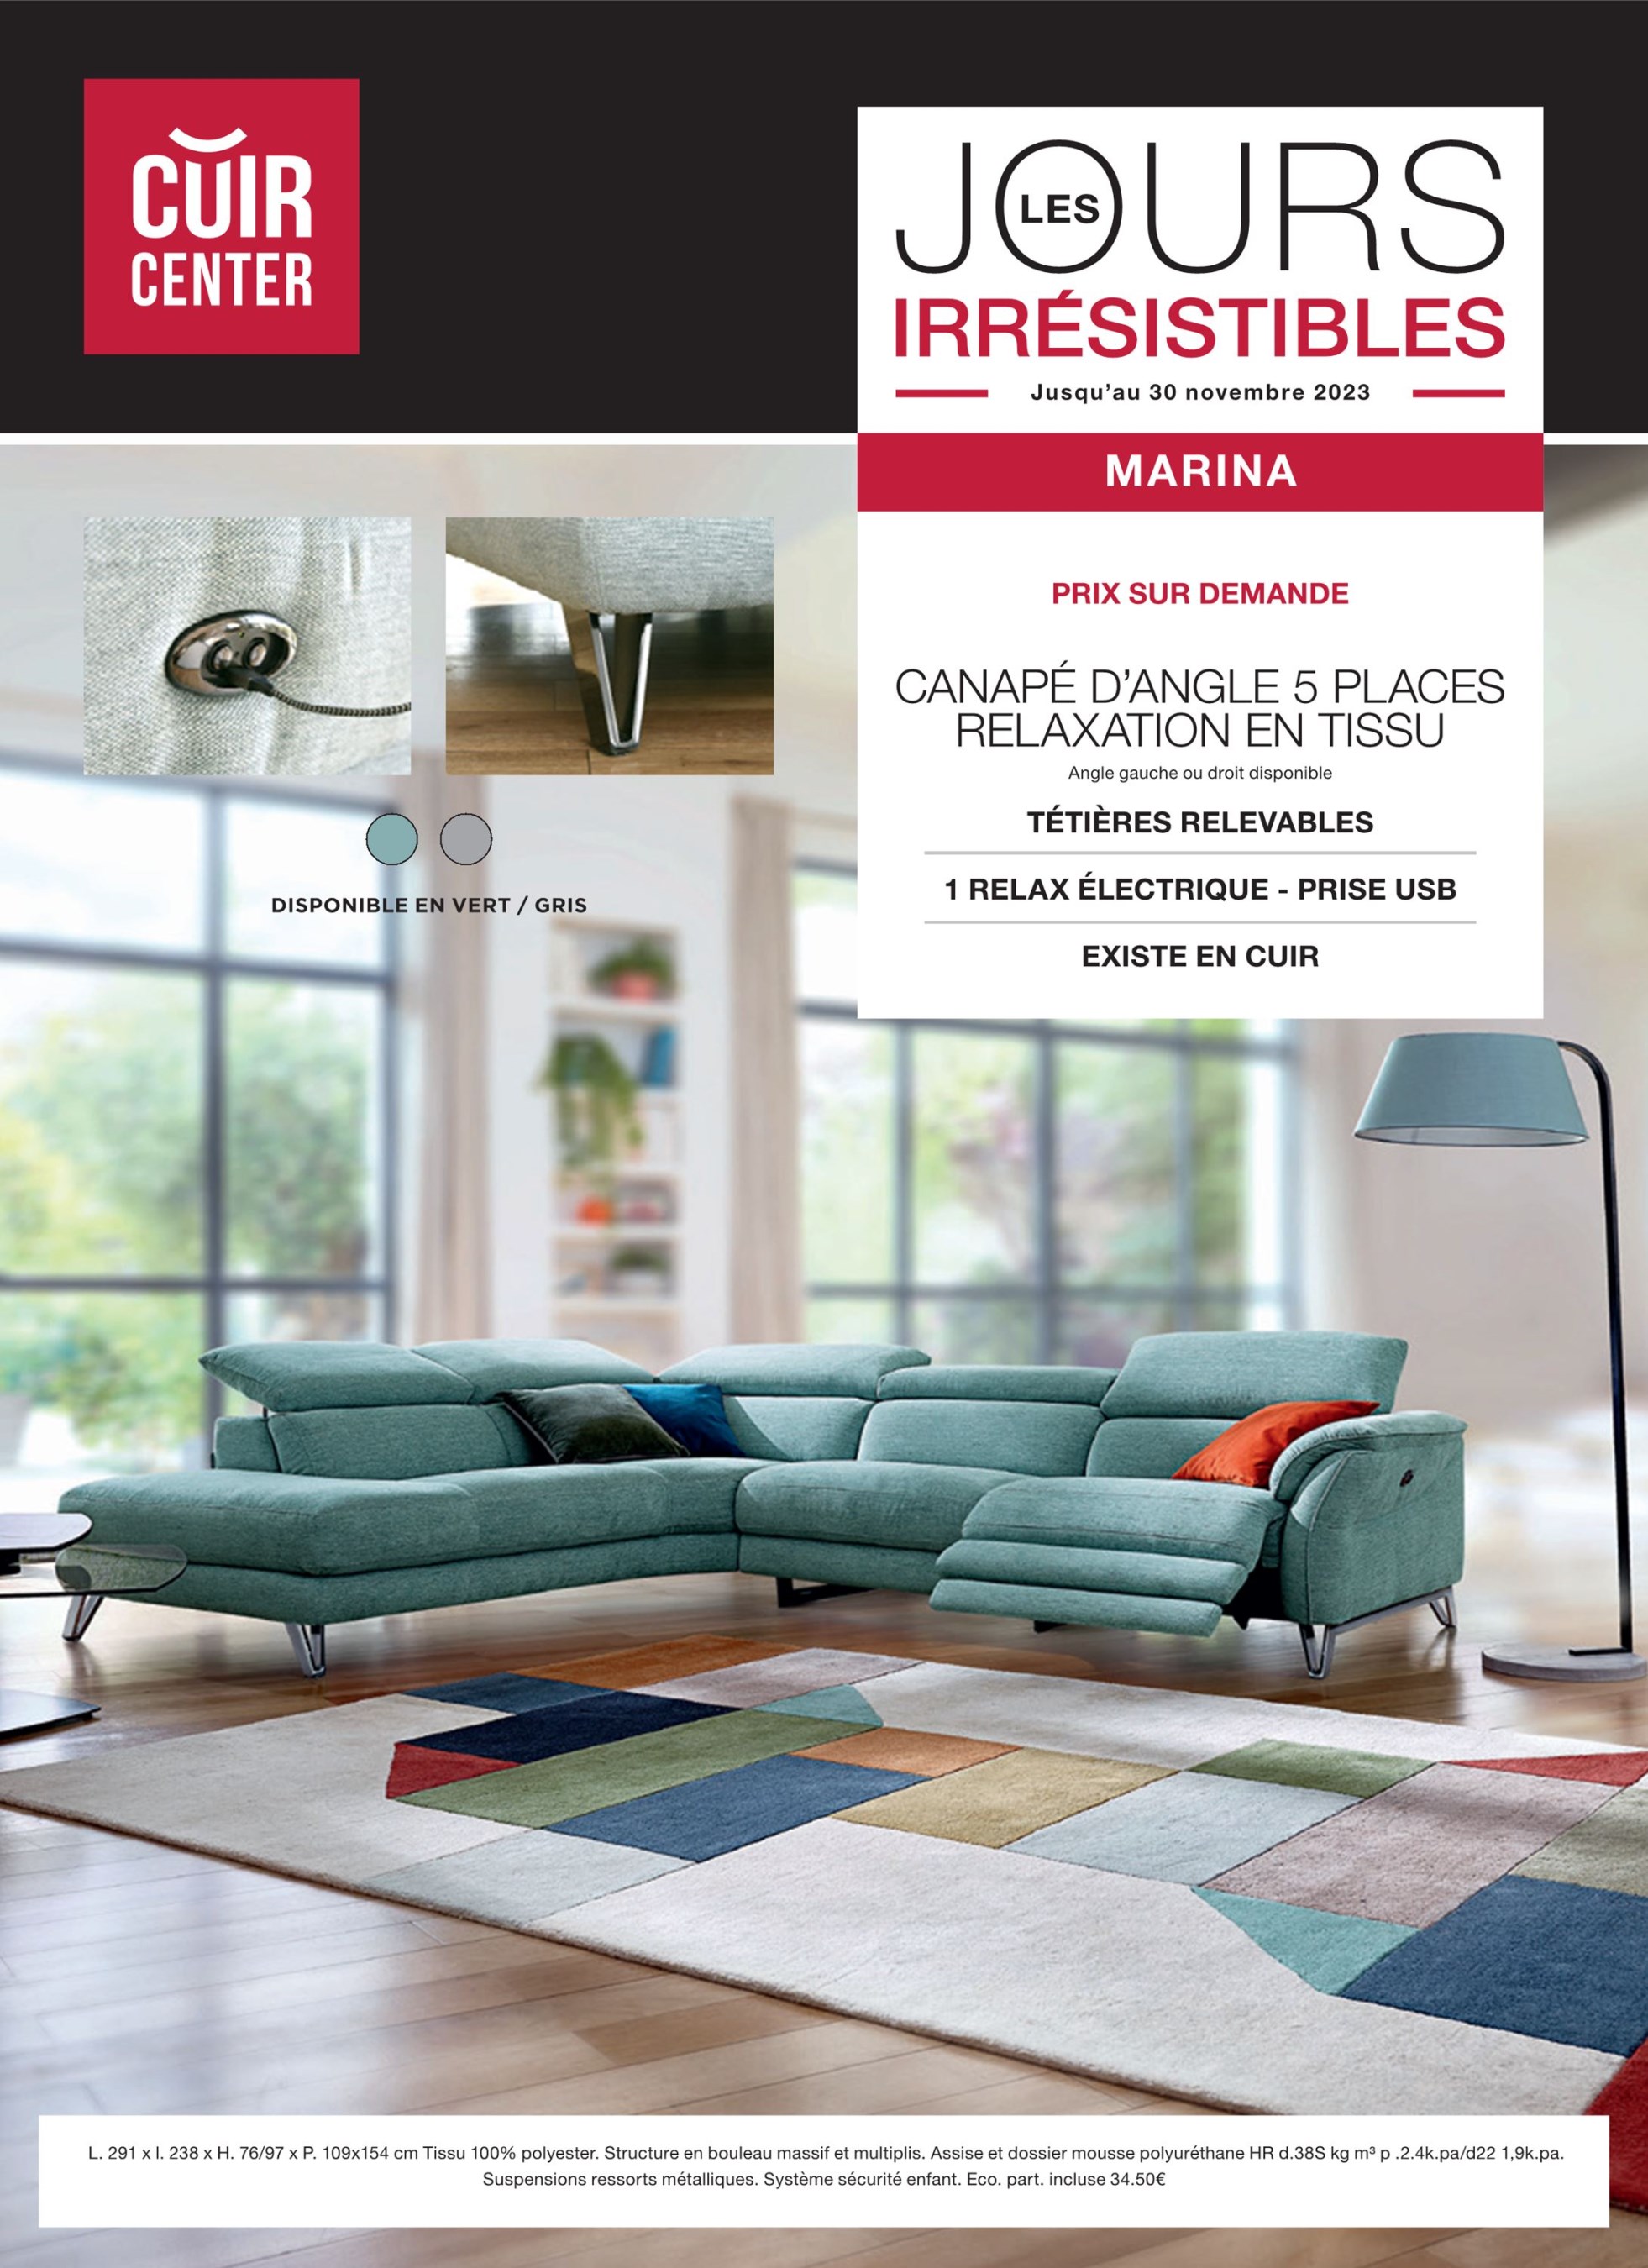 CUIR
CENTER
LES
JOURS
IRRÉSISTIBLES
Jusqu'au 30 novembre 2023
MARINA
PRIX SUR DEMANDE
CANAPÉ D'ANGLE 5 PLACES
RELAXATION EN TISSU
Angle gauche ou droit disponible
TÉTIÈRES RELEVABLES
1 RELAX ÉLECTRIQUE - PRISE USB
EXISTE EN CUIR
DISPONIBLE EN VERT / GRIS
L. 291 x l. 238 x H. 76/97 x P. 109x154 cm Tissu 100% polyester. Structure en bouleau massif et multiplis. Assise et dossier mousse polyuréthane HR d.38S kg m³ p .2.4k.pa/d22 1,9k.pa.
Suspensions ressorts métalliques. Système sécurité enfant. Eco. part. incluse 34.50€